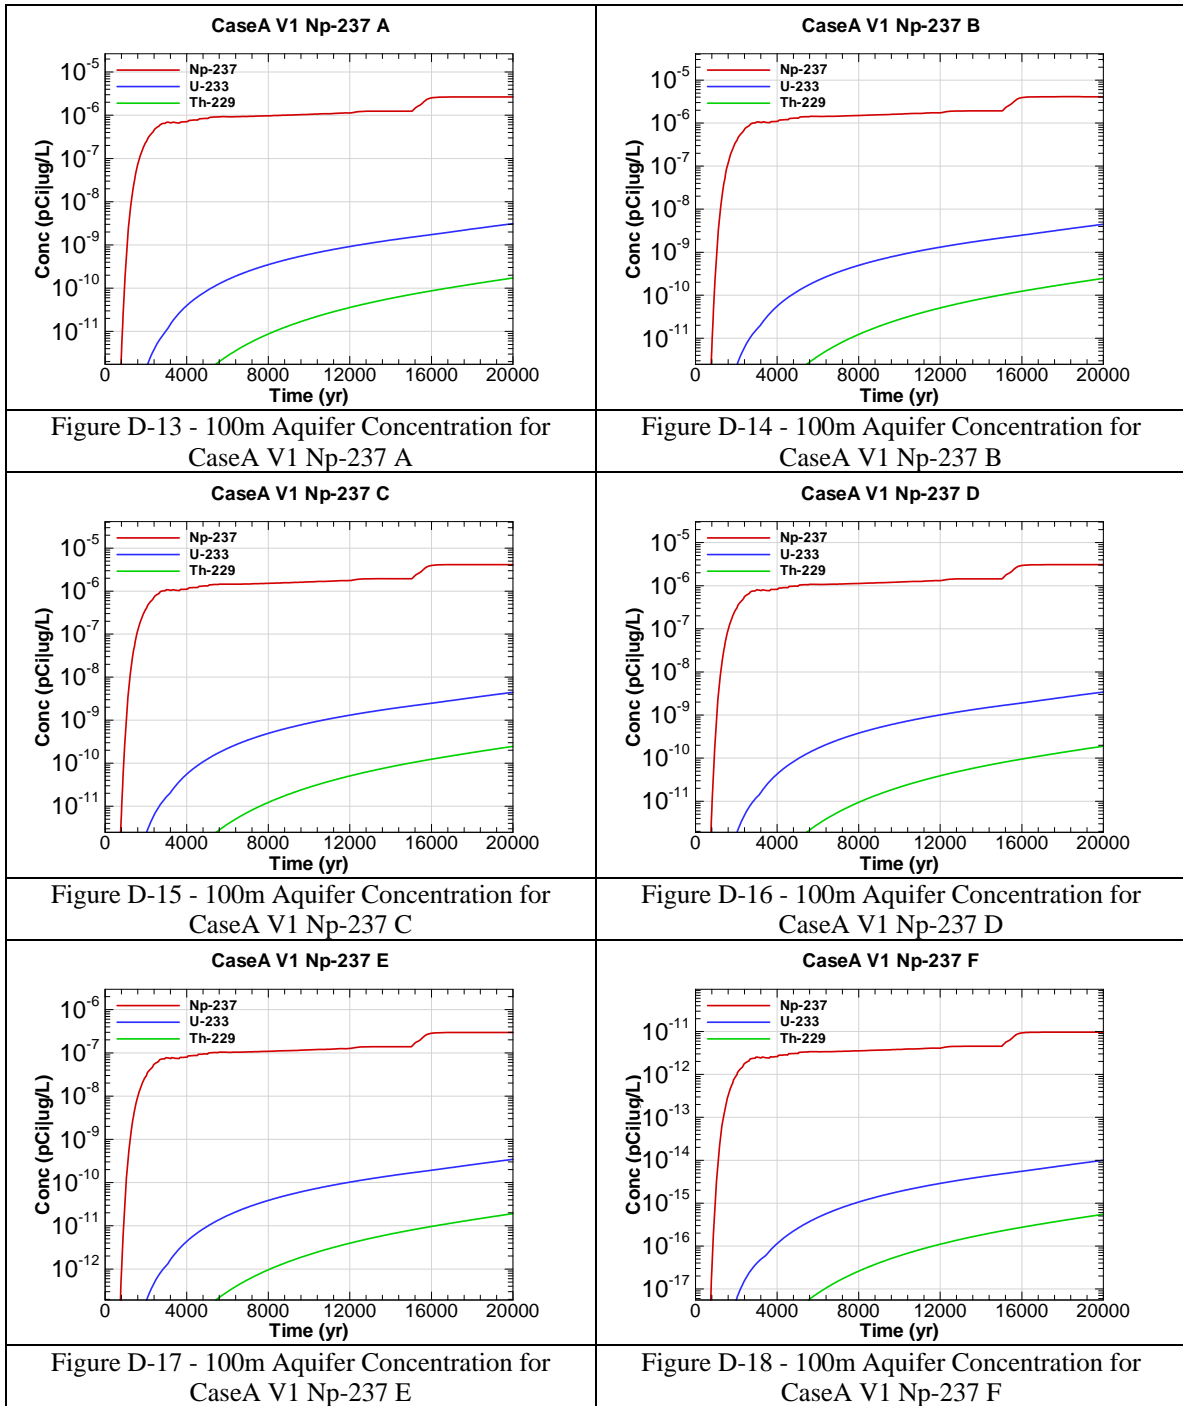 CaseA V1 Np-237 A
Np-237
U-233
Th-229
Conc (pCi|ug/L)
10-5
10-6
10-7
10-8
10-9
10-10
10-11
0 4000 8000 12000 16000 20000
Time (yr)
Figure D-13 - 100m Aquifer Concentration for
CaseA V1 Np-237 A
CaseA V1 Np-237 B
Np-237
U-233
Th-229
Conc (pCi|ug/L)
10-5
10-6
10-7
10-8
10-9
10-10
10-11
0 4000 8000 12000 16000 20000
Time (yr)
Figure D-14 - 100m Aquifer Concentration for
CaseA V1 Np-237 B
CaseA V1 Np-237 C
Np-237
U-233
Th-229
Conc (pCi|ug/L)
10-5
10-6
10-7
10-8
10-9
10-10
10-11
0 4000 8000 12000 16000 20000
Time (yr)
Figure D-15 - 100m Aquifer Concentration for
CaseA V1 Np-237 C
CaseA V1 Np-237 D
Np-237
U-233
Th-229
Conc (pCi|ug/L)
10-5
10-6
10-7
10-8
10-9
10-10
10-11
0 4000 8000 12000 16000 20000
Time (yr)
Figure D-16 - 100m Aquifer Concentration for
CaseA V1 Np-237 D
CaseA V1 Np-237 E
Np-237
U-233
Th-229
Conc (pCi|ug/L)
10-6
10-7
10-8
10-9
10-10
10-11
10-12
0 4000 8000 12000 16000 20000
Time (yr)
Figure D-17 - 100m Aquifer Concentration for
CaseA V1 Np-237 E
CaseA V1 Np-237 F
Np-237
U-233
Th-229
Conc (pCi|ug/L)
10-11
10-12
10-13
10-14
10-15
10-16
10-17
0 4000 8000 12000 16000 20000
Time (yr)
Figure D-18 - 100m Aquifer Concentration for
CaseA V1 Np-237 F